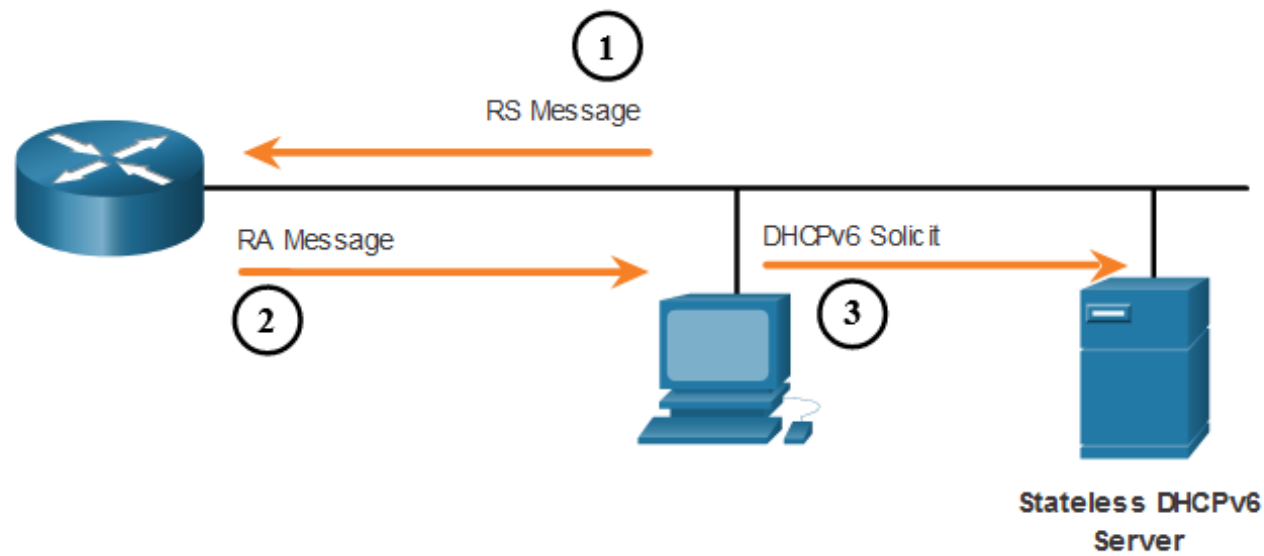 1
RS Message
RA Message
2
DHCPv6 Solicit
3
Stateless DHCPv6
Server